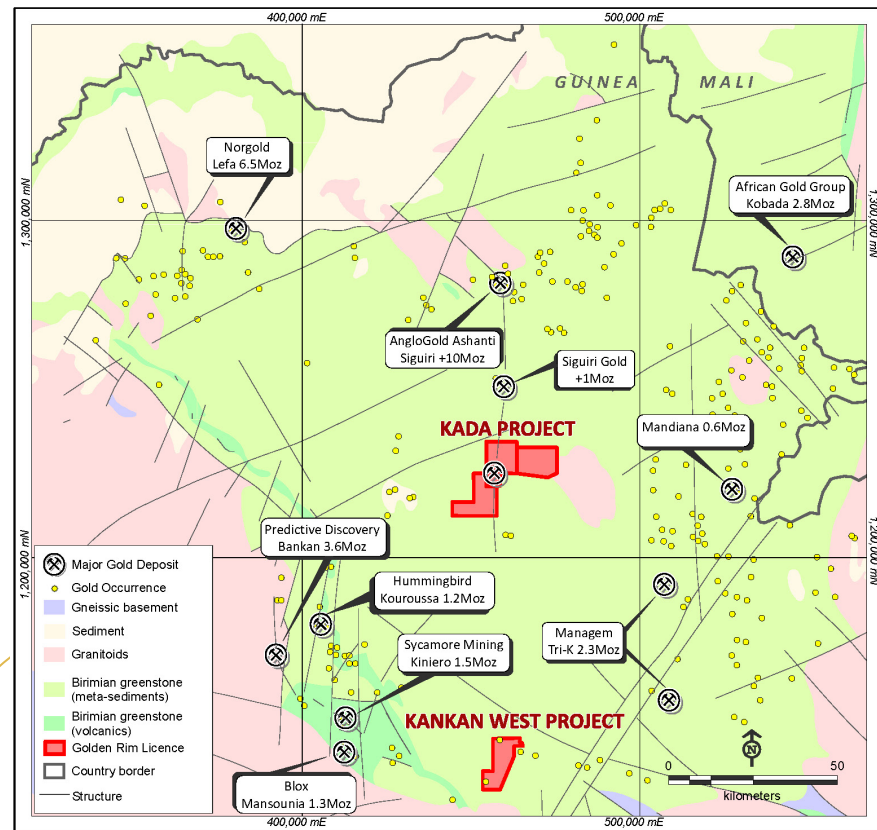 400,000 mE
500,000 mE
GUINEA
MALI
Norgold
Lefa 6.5Moz
African Gold Group
Kobada 2.8Moz
1,300,000 mN
1,300,000 mN
AngloGold Ashanti
Siguiri +10Moz
Siguiri Gold
+1Moz
KADA PROJECT
Mandiana 0.6Moz
Predictive Discovery
Bankan 3.6Moz
1,200,000 mN
1,200,000 mN
Hummingbird
Kouroussa 1.2Moz
Sycamore Mining
Kiniero 1.5Moz
Managem
Tri-K 2.3Moz
KANKAN WEST PROJECT
Blox
Mansounia 1.3Moz
Major Gold Deposit
Gold Occurrence
Gneissic basement
Sediment
Granitoids
Birimian greenstone
(meta-sediments)
Birimian greenstone
(volcanics)
Golden Rim Licence
Country border
Structure
N
0
50
kilometers
400,000 mE
500,000 mE